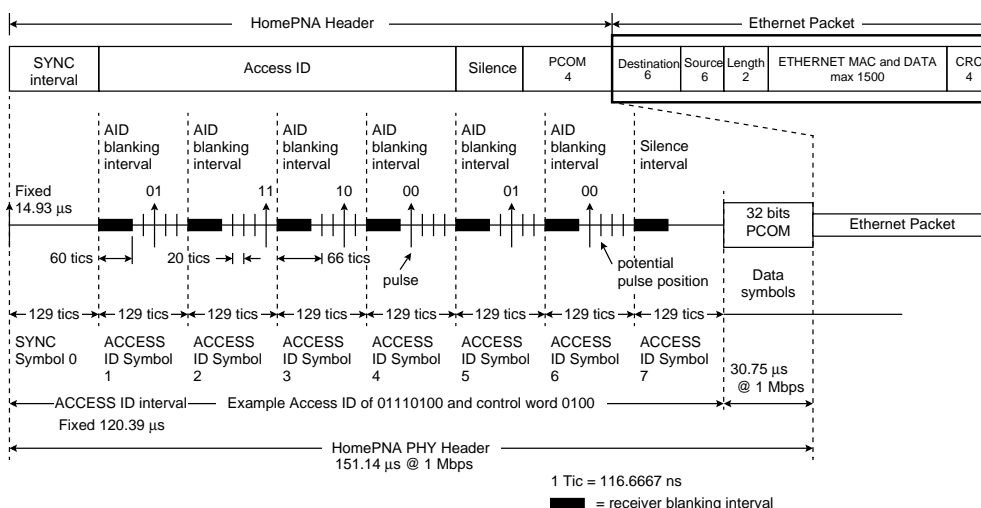 HomePNA Header
Ethernet Packet
SYNC interval
Access ID
Silence
PCOM 4
Destination 6
Source 6
Length 2
ETHERNET MAC and DATA max 1500
CRC 4
AID blanking interval
AID blanking interval
AID blanking interval
AID blanking interval
AID blanking interval
AID blanking interval
Silence interval
Fixed 14.93 µs
01
11
10
00
01
00
32 bits PCOM
Ethernet Packet
60 tics
20 tics
66 tics
pulse
potential pulse position
Data symbols
129 tics
129 tics
129 tics
129 tics
129 tics
129 tics
129 tics
129 tics
SYNC Symbol 0
ACCESS ID Symbol 1
ACCESS ID Symbol 2
ACCESS ID Symbol 3
ACCESS ID Symbol 4
ACCESS ID Symbol 5
ACCESS ID Symbol 6
ACCESS ID Symbol 7
30.75 µs @ 1 Mbps
ACCESS ID interval
Example Access ID of 01110100 and control word 0100
Fixed 120.39 µs
HomePNA PHY Header
151.14 µs @ 1 Mbps
1 Tic = 116.6667 ns
= receiver blanking interval